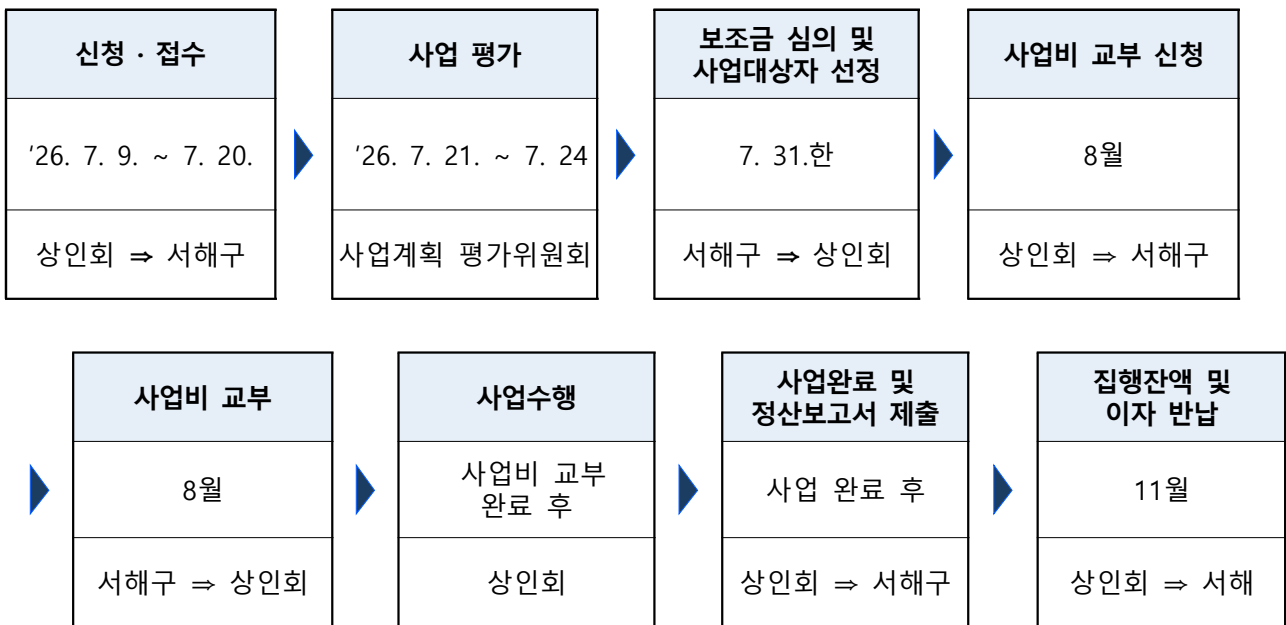 신청 · 접수
'26. 7. 9. ~ 7. 20.
상인회 ⇒ 서해구
사업 평가
'26. 7. 21. ~ 7. 24
사업계획 평가위원회
보조금 심의 및
사업대상자 선정
7. 31.한
서해구 ⇒ 상인회
사업비 교부 신청
8월
상인회 ⇒ 서해구
사업비 교부
8월
서해구 ⇒ 상인회
사업수행
사업비 교부
완료 후
상인회
사업완료 및
정산보고서 제출
사업 완료 후
상인회 ⇒ 서해구
집행잔액 및
이자 반납
11월
상인회 ⇒ 서해